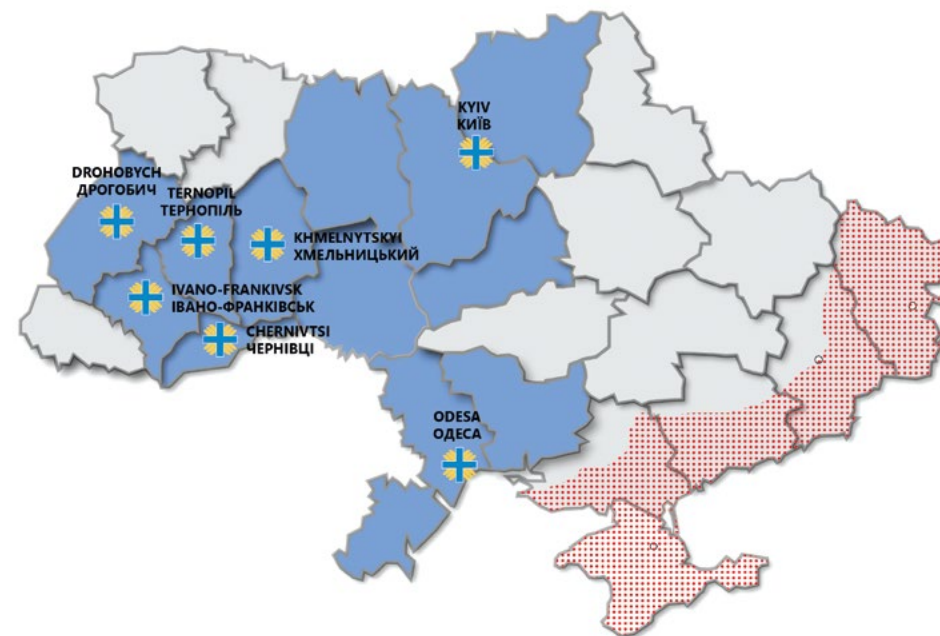 KYIV
КИЇВ
DROHOBYCH
ДРОГОБИЧ
TERNOPIL
ТЕРНОПІЛЬ
KHMELNYTSKYI
ХМЕЛЬНИЦЬКИЙ
IVANO-FRANKIVSK
ІВАНО-ФРАНКІВСЬК
CHERNIVTSI
ЧЕРНІВЦІ
ODESA
ОДЕСА